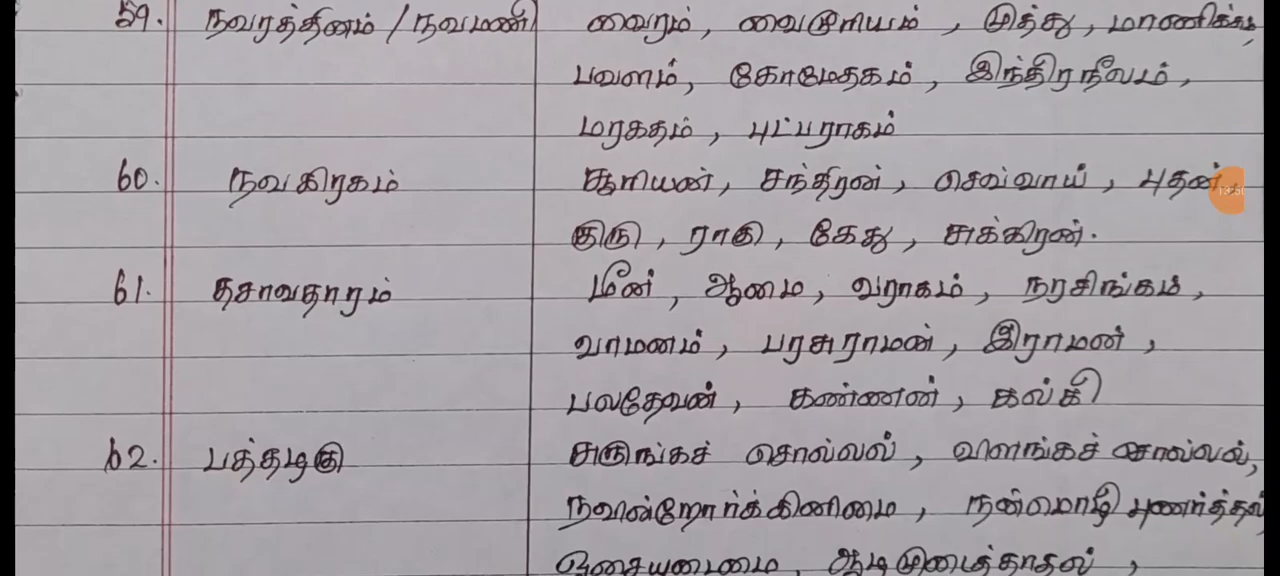 59. நவரத்தினம் / நவமணி வைரம், வைடூரியம், முத்து, மாணிக்கம்,
பவளம், கோமேதகம், இந்திரநீலம்,
மரகதம், புட்பராகம்
60. நவகிரகம் சூரியன், சந்திரன், செவ்வாய், புதன்,
குரு, ராகு, கேது, சுக்கிரன்.
61. தசாவதாரம் மீன், ஆமை, வராகம், நரசிங்கம்,
வாமனம், பரசுராமன், இராமன்,
பலதேவன், கண்ணன், கல்கி
62. பத்தழகு சுருங்கச் சொல்லல், விளங்கச் சொல்லல்,
நவின்றோர்க்கினிமை, நன்மொழி புணர்த்தல்
ஓசையுடைமை, ஆழமுடைத்தாதல்,